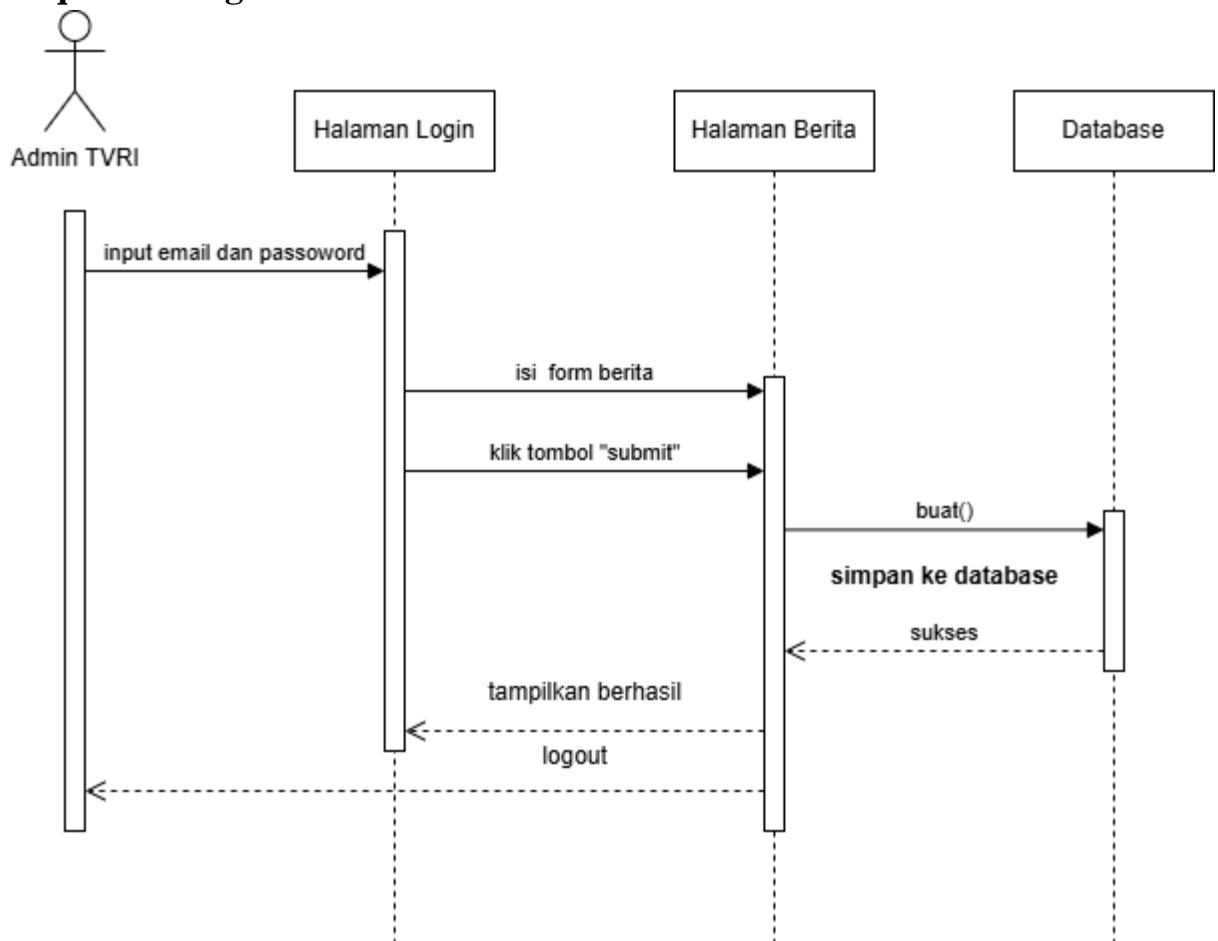 Admin TVRI
Halaman Login
Halaman Berita
Database
input email dan passoword
isi form berita
klik tombol "submit"
buat()
simpan ke database
sukses
tampilkan berhasil
logout